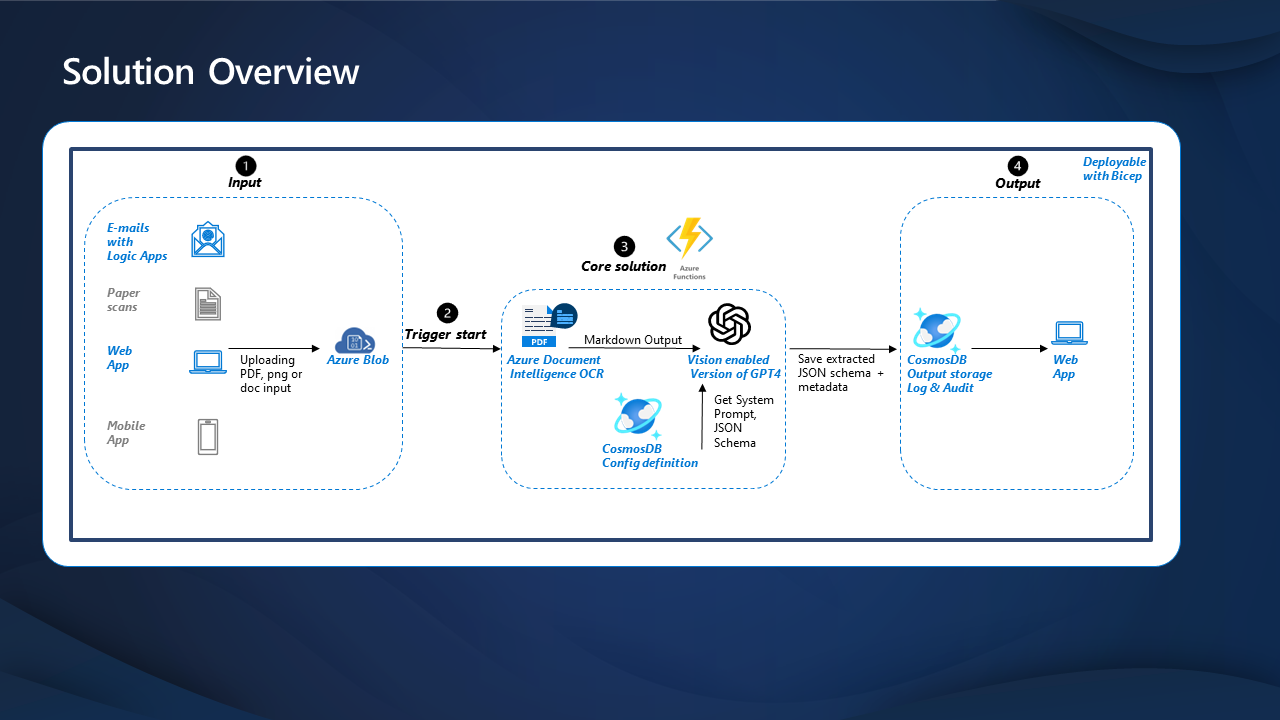 Solution Overview
1
Input
E-mails
with
Logic Apps
Paper
scans
Web
App
Mobile
App
Uploading
PDF, png or
doc input
Azure Blob
2
Trigger start
3
Core solution
Azure
Functions
PDF
Azure Document
Intelligence OCR
Markdown Output
Vision enabled
Version of GPT4
CosmosDB
Config definition
Get System
Prompt,
JSON
Schema
Save extracted
JSON schema +
metadata
4
Output
Deployable
with Bicep
CosmosDB
Output storage
Log & Audit
Web
App